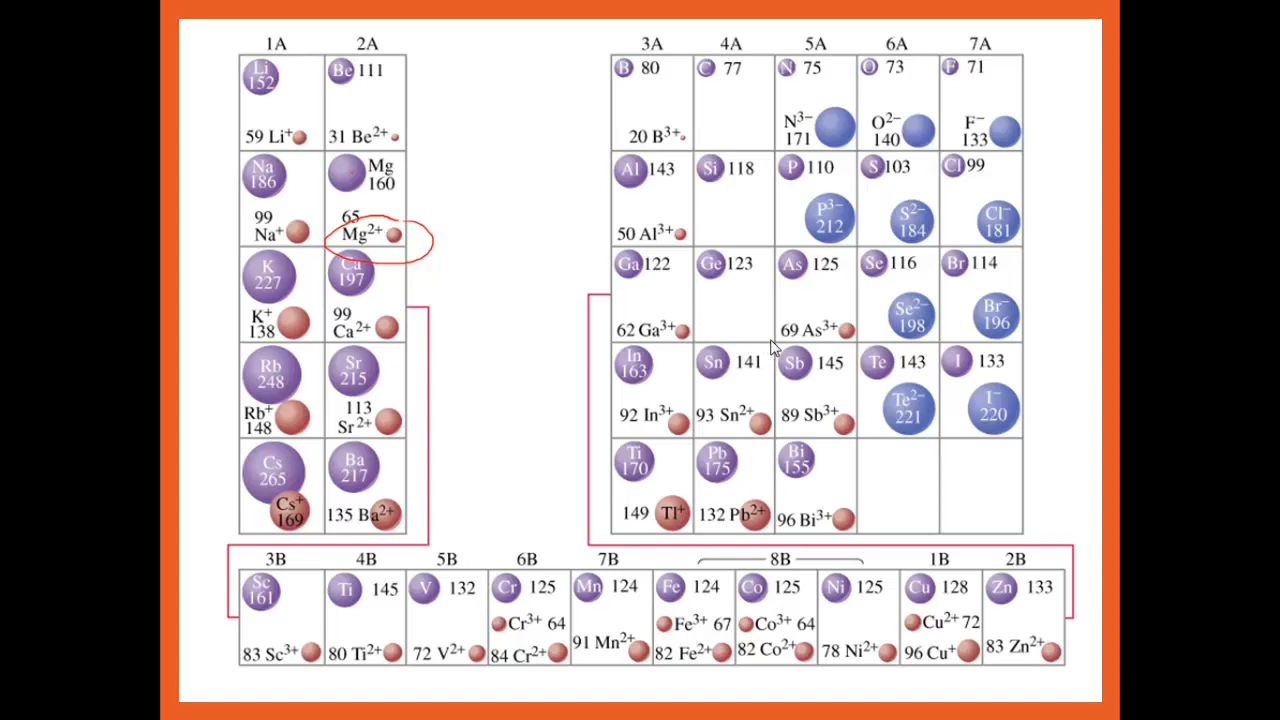 1A 2A
Li 152 Be 111
59 Li+ 31 Be2+
Na 186 Mg 160
99 Na+ 65 Mg2+
K 227 Ca 197
K+ 138 99 Ca2+
Rb 248 Sr 215
Rb+ 148 113 Sr2+
Cs 265 Ba 217
Cs+ 169 135 Ba2+
3A 4A 5A 6A 7A
B 80 C 77 N 75 O 73 F 71
20 B3+ N3− 171 O2− 140 F− 133
Al 143 Si 118 P 110 S 103 Cl 99
50 Al3+ P3− 212 S2− 184 Cl− 181
Ga 122 Ge 123 As 125 Se 116 Br 114
62 Ga3+ 69 As3+ Se2− 198 Br− 196
In 163 Sn 141 Sb 145 Te 143 I 133
92 In3+ 93 Sn2+ 89 Sb3+ Te2− 221 I− 220
Ti 170 Pb 175 Bi 155
149 Tl+ 132 Pb2+ 96 Bi3+
3B 4B 5B 6B 7B 8B 1B 2B
Sc 161 Ti 145 V 132 Cr 125 Mn 124 Fe 124 Co 125 Ni 125 Cu 128 Zn 133
Cr3+ 64 Fe3+ 67 Co3+ 64 Cu2+ 72
83 Sc3+ 80 Ti2+ 72 V2+ 84 Cr2+ 91 Mn2+ 82 Fe2+ 82 Co2+ 78 Ni2+ 96 Cu+ 83 Zn2+